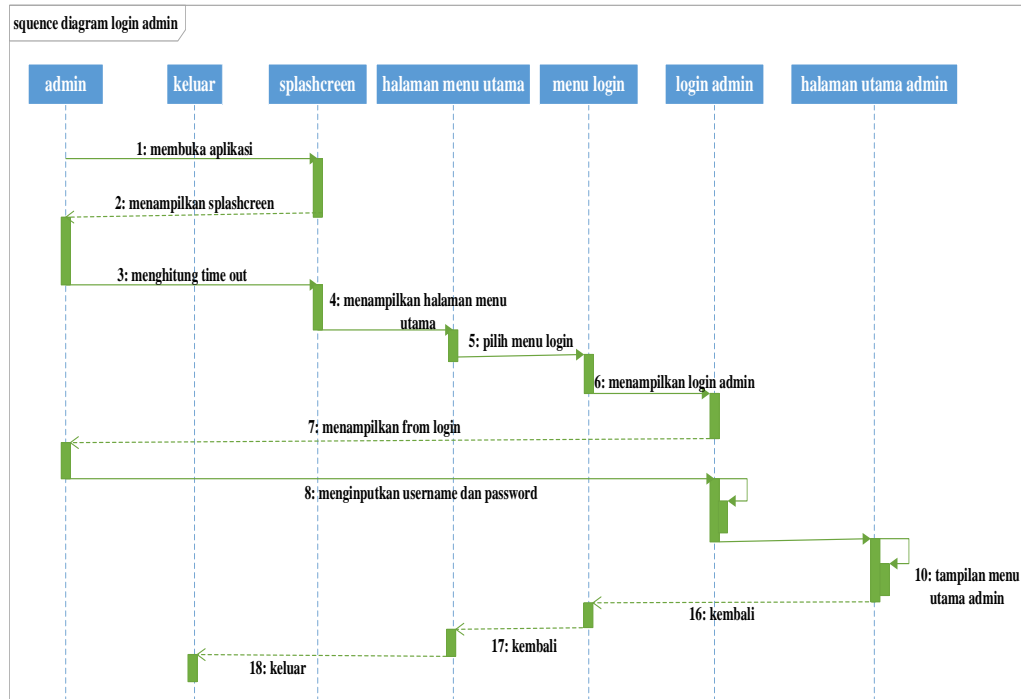 squence diagram login admin
admin
keluar
splashcreen
halaman menu utama
menu login
login admin
halaman utama admin
1: membuka aplikasi
2: menampilkan splashcreen
3: menghitung time out
4: menampilkan halaman menu
utama
5: pilih menu login
6: menampilkan login admin
7: menampilkan from login
8: menginputkan username dan password
10: tampilan menu
utama admin
16: kembali
17: kembali
18: keluar